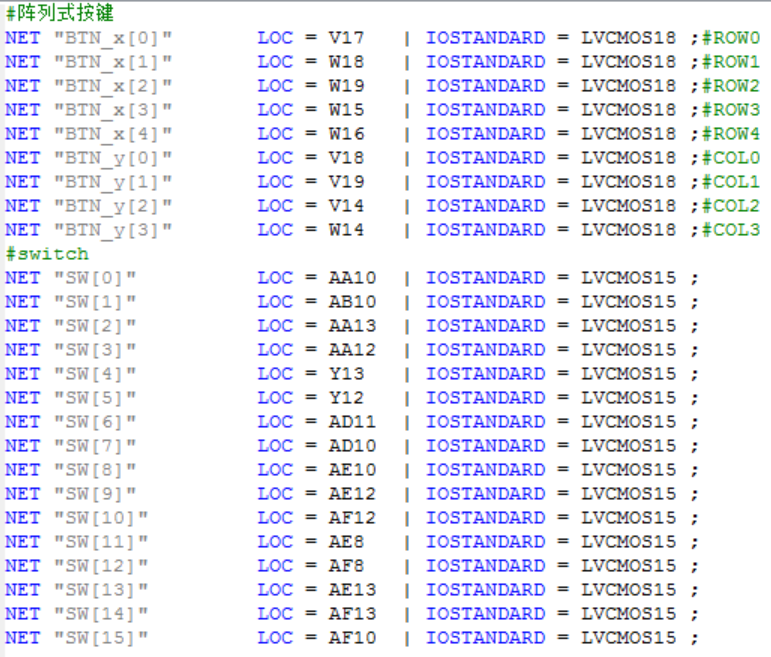 #阵列式按键
NET "BTN_x[0]" LOC = V17 | IOSTANDARD = LVCMOS18 ;#ROW0
NET "BTN_x[1]" LOC = W18 | IOSTANDARD = LVCMOS18 ;#ROW1
NET "BTN_x[2]" LOC = W19 | IOSTANDARD = LVCMOS18 ;#ROW2
NET "BTN_x[3]" LOC = W15 | IOSTANDARD = LVCMOS18 ;#ROW3
NET "BTN_x[4]" LOC = W16 | IOSTANDARD = LVCMOS18 ;#ROW4
NET "BTN_y[0]" LOC = V18 | IOSTANDARD = LVCMOS18 ;#COL0
NET "BTN_y[1]" LOC = V19 | IOSTANDARD = LVCMOS18 ;#COL1
NET "BTN_y[2]" LOC = V14 | IOSTANDARD = LVCMOS18 ;#COL2
NET "BTN_y[3]" LOC = W14 | IOSTANDARD = LVCMOS18 ;#COL3
#switch
NET "SW[0]" LOC = AA10 | IOSTANDARD = LVCMOS15 ;
NET "SW[1]" LOC = AB10 | IOSTANDARD = LVCMOS15 ;
NET "SW[2]" LOC = AA13 | IOSTANDARD = LVCMOS15 ;
NET "SW[3]" LOC = AA12 | IOSTANDARD = LVCMOS15 ;
NET "SW[4]" LOC = Y13 | IOSTANDARD = LVCMOS15 ;
NET "SW[5]" LOC = Y12 | IOSTANDARD = LVCMOS15 ;
NET "SW[6]" LOC = AD11 | IOSTANDARD = LVCMOS15 ;
NET "SW[7]" LOC = AD10 | IOSTANDARD = LVCMOS15 ;
NET "SW[8]" LOC = AE10 | IOSTANDARD = LVCMOS15 ;
NET "SW[9]" LOC = AE12 | IOSTANDARD = LVCMOS15 ;
NET "SW[10]" LOC = AF12 | IOSTANDARD = LVCMOS15 ;
NET "SW[11]" LOC = AE8 | IOSTANDARD = LVCMOS15 ;
NET "SW[12]" LOC = AF8 | IOSTANDARD = LVCMOS15 ;
NET "SW[13]" LOC = AE13 | IOSTANDARD = LVCMOS15 ;
NET "SW[14]" LOC = AF13 | IOSTANDARD = LVCMOS15 ;
NET "SW[15]" LOC = AF10 | IOSTANDARD = LVCMOS15 ;